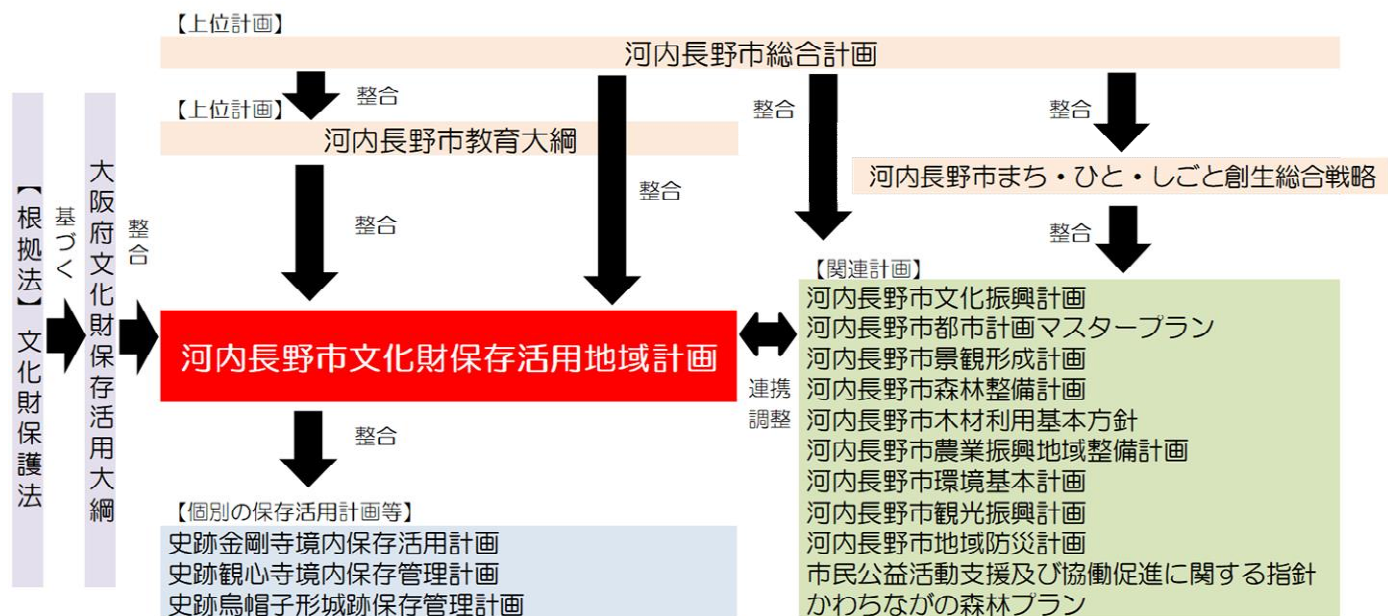 【上位計画】
河内長野市総合計画
整合
整合
整合
整合
【上位計画】
河内長野市教育大綱
整合
河内長野市まち・ひと・しごと創生総合戦略
整合
【根拠法】文化財保護法
基づく
大阪府文化財保存活用大綱
整合
河内長野市文化財保存活用地域計画
連携
調整
整合
【個別の保存活用計画等】
史跡金剛寺境内保存活用計画
史跡観心寺境内保存管理計画
史跡烏帽子形城跡保存管理計画
【関連計画】
河内長野市文化振興計画
河内長野市都市計画マスタープラン
河内長野市景観形成計画
河内長野市森林整備計画
河内長野市木材利用基本方針
河内長野市農業振興地域整備計画
河内長野市環境基本計画
河内長野市観光振興計画
河内長野市地域防災計画
市民公益活動支援及び協働促進に関する指針
かわちながの森林プラン